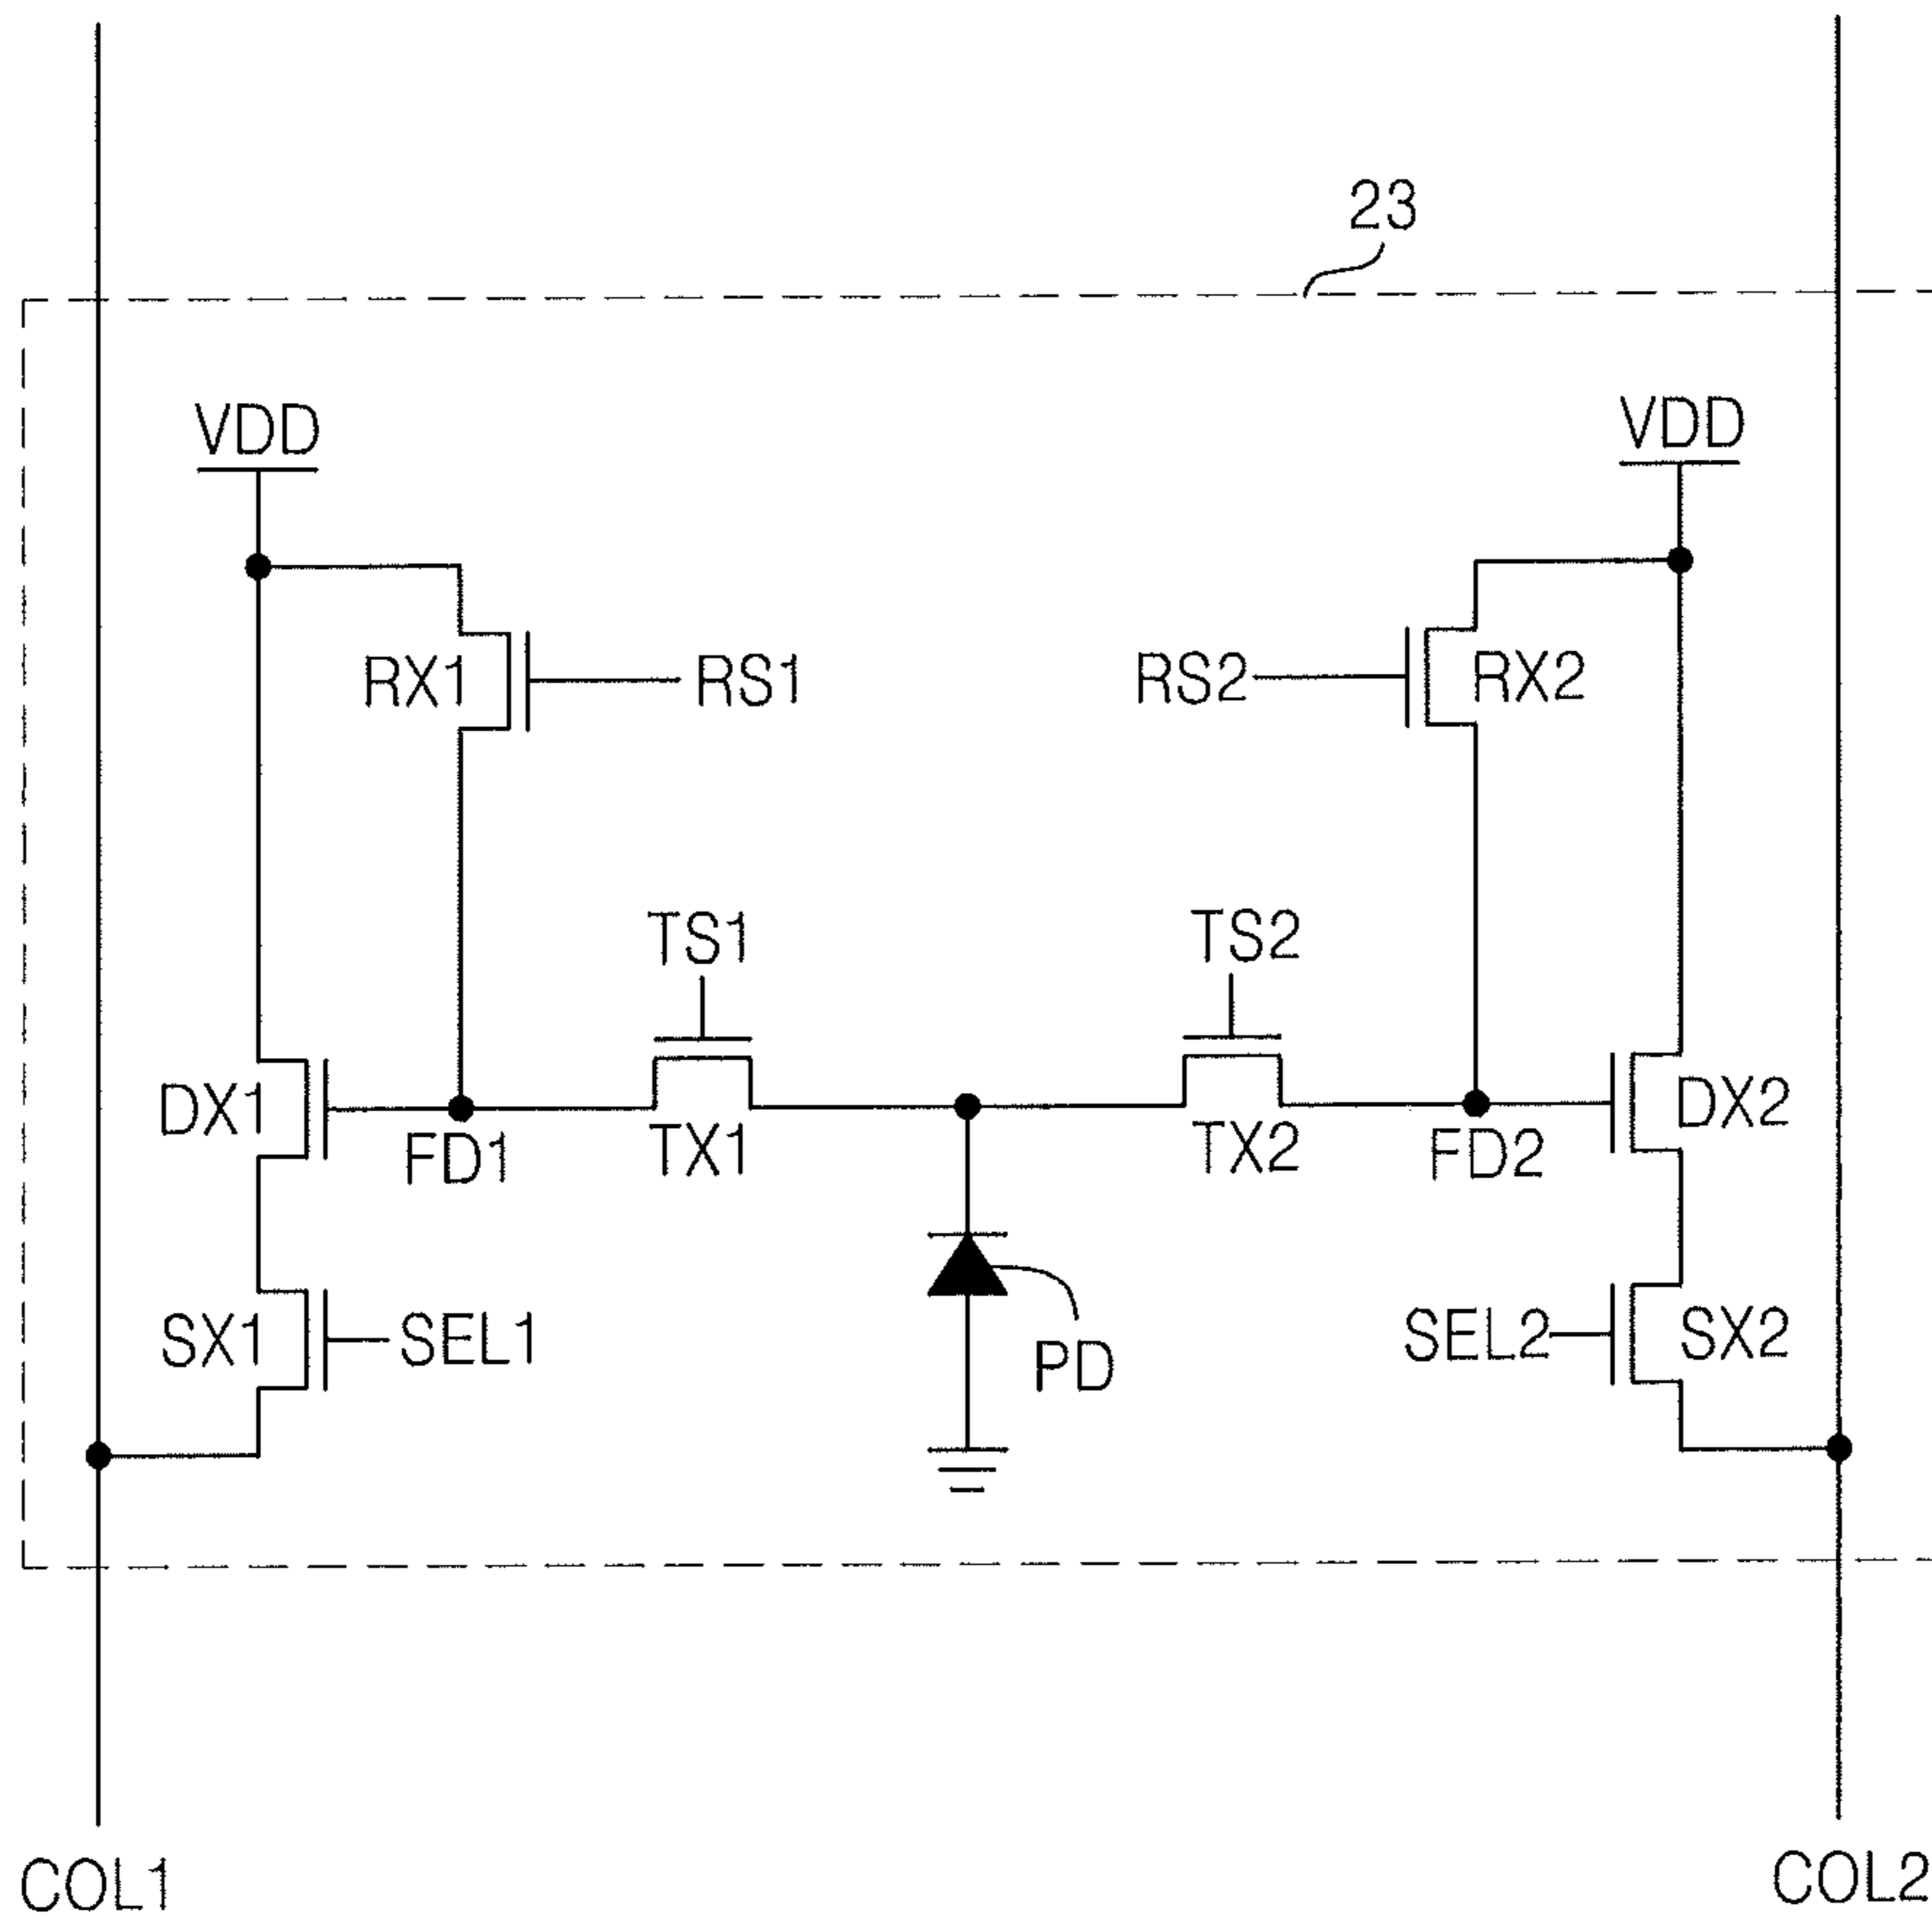 23
VDD
VDD
RX1
RS1
RS2
RX2
TS1
TS2
DX1
FD1
TX1
TX2
FD2
DX2
SX1
SEL1
PD
SEL2
SX2
COL1
COL2